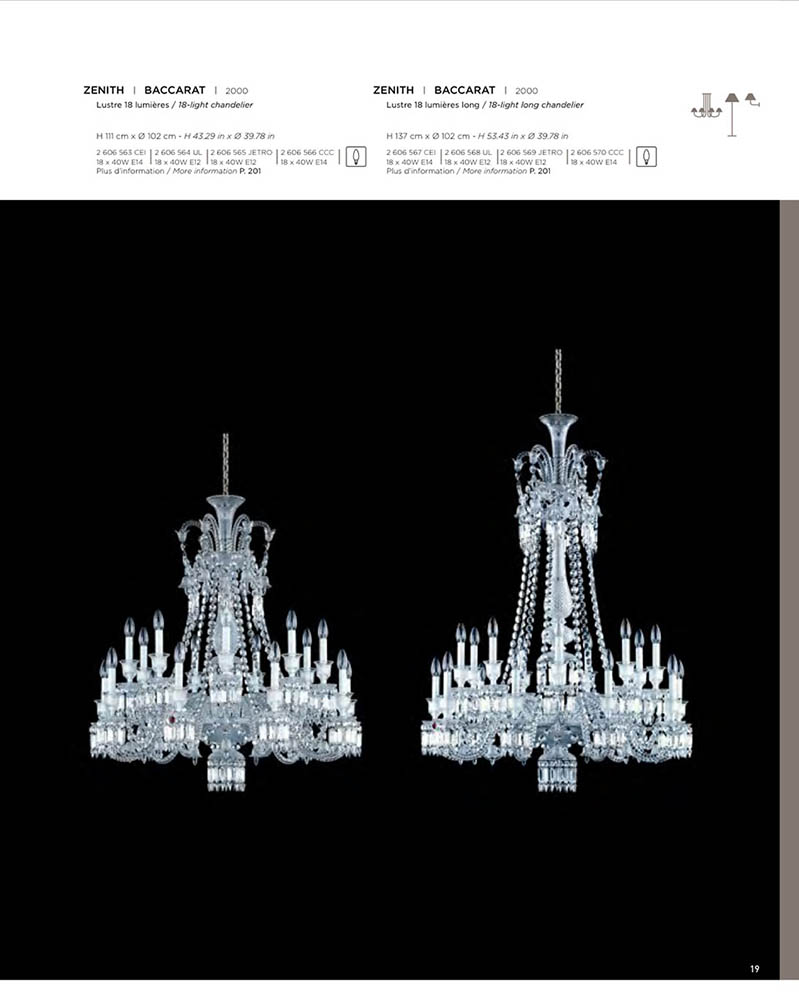 ZENITH | BACCARAT | 2000
Lustre 18 lumières / 18-light chandelier
H 111 cm x Ø 102 cm - H 43.29 in x Ø 39.78 in
2 606 563 CEI | 2 606 564 UL | 2 606 565 JETRO | 2 606 566 CCC |
18 x 40W E14 | 18 x 40W E12 | 18 x 40W E12 | 18 x 40W E14 |
Plus d'information / More information P. 201
ZENITH | BACCARAT | 2000
Lustre 18 lumières long / 18-light long chandelier
H 137 cm x Ø 102 cm - H 53.43 in x Ø 39.78 in
2 606 567 CEI | 2 606 568 UL | 2 606 569 JETRO | 2 606 570 CCC |
18 x 40W E14 | 18 x 40W E12 | 18 x 40W E12 | 18 x 40W E14 |
Plus d'information / More information P. 201
19